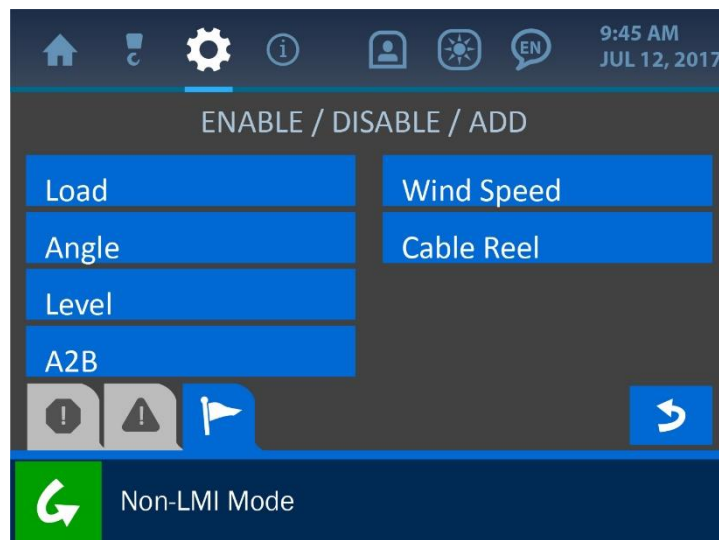 EN
9:45 AM
JUL 12, 2017
ENABLE / DISABLE / ADD
Load
Wind Speed
Angle
Cable Reel
Level
A2B
Non-LMI Mode